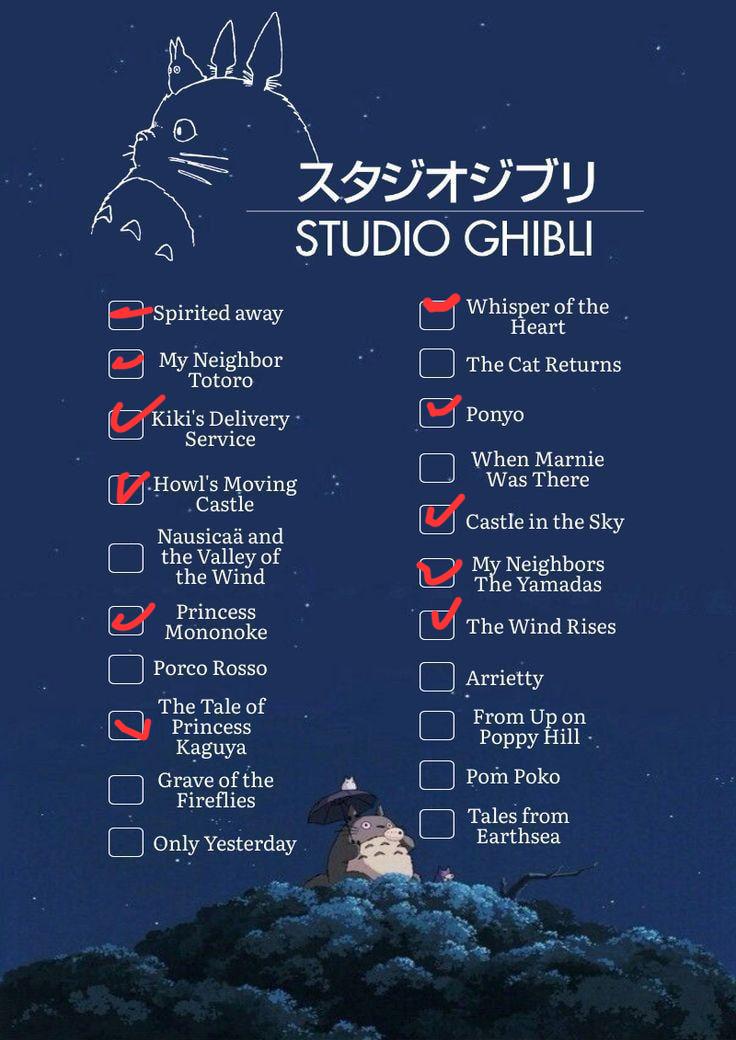 スタジオジブリ
STUDIO GHIBLI
Spirited away
My Neighbor
Totoro
Kiki's Delivery
Service
Howl's Moving
Castle
Nausicaä and
the Valley of
the Wind
Princess
Mononoke
Porco Rosso
The Tale of
Princess
Kaguya
Grave of the
Fireflies
Only Yesterday
Whisper of the
Heart
The Cat Returns
Ponyo
When Marnie
Was There
Castle in the Sky
My Neighbors
The Yamadas
The Wind Rises
Arrietty
From Up on
Poppy Hill
Pom Poko
Tales from
Earthsea